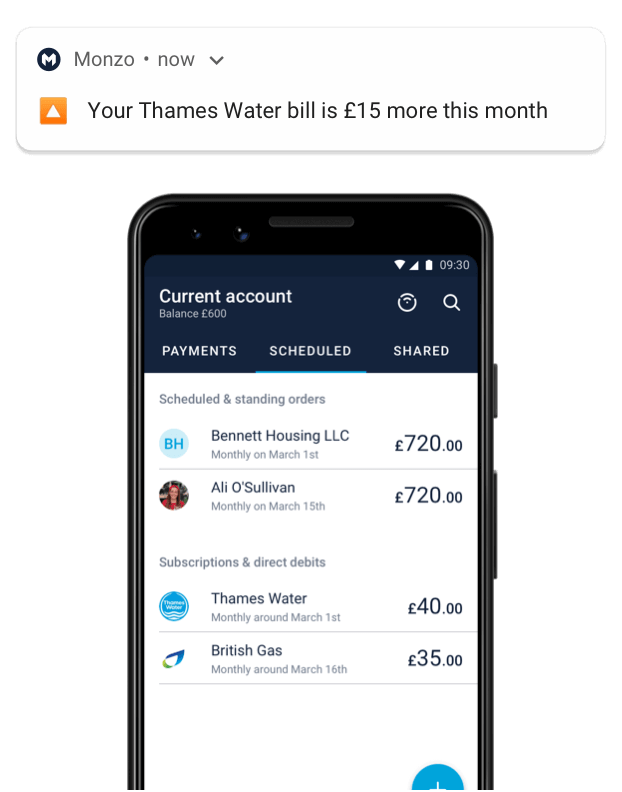 Monzo • now
Your Thames Water bill is £15 more this month
09:30
Current account
Balance £600
PAYMENTS SCHEDULED SHARED
Scheduled & standing orders
BH Bennett Housing LLC £720.00
Monthly on March 1st
Ali O'Sullivan £720.00
Monthly on March 15th
Subscriptions & direct debits
Thames Water
Thames Water £40.00
Monthly around March 1st
British Gas £35.00
Monthly around March 16th